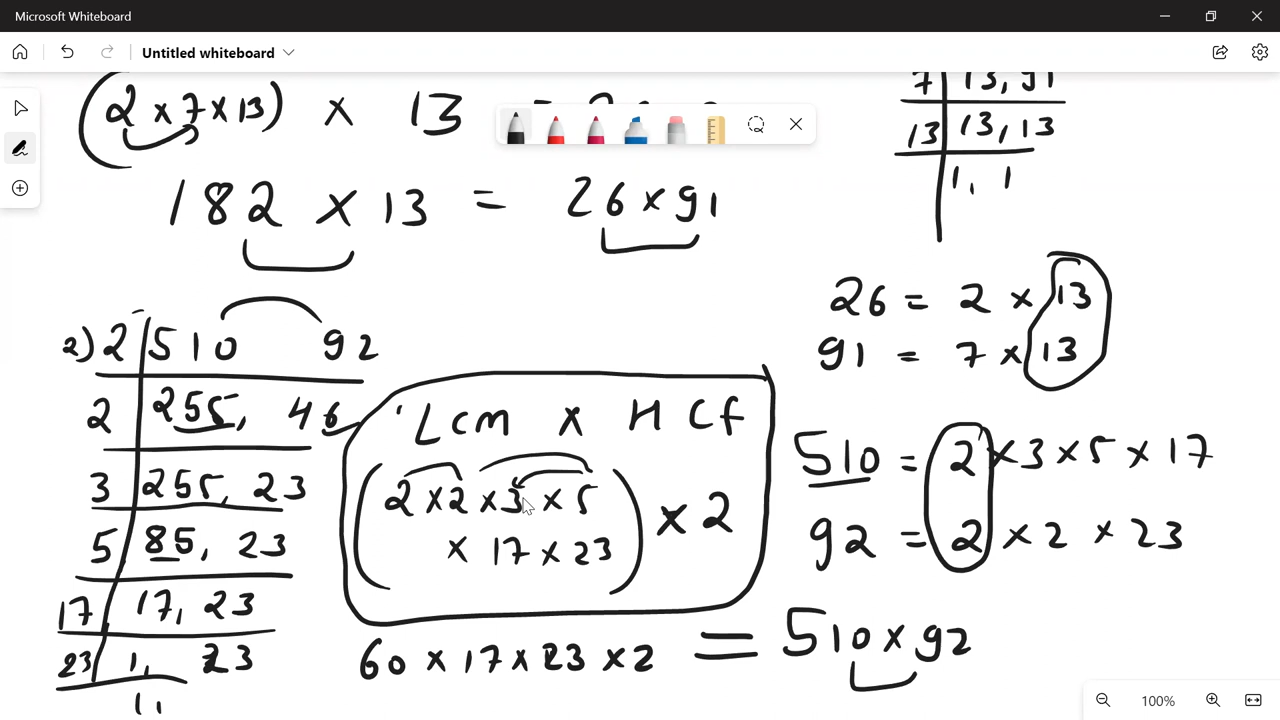 Microsoft Whiteboard
Untitled whiteboard
(2 x 7 x 13) x 13 =
182 x 13 = 26 x 91
7 | 13, 91
13 | 13, 13
1, 1
26 = 2 x 13
91 = 7 x 13
2) 2 | 510 92
2 | 255, 46
3 | 255, 23
5 | 85, 23
17 | 17, 23
23 | 1, 23
1,
Lcm x HCf
(2 x 2 x 3 x 5
x 17 x 23) x 2
510 = 2 x 3 x 5 x 17
92 = 2 x 2 x 23
60 x 17 x 23 x 2 = 510 x 92
100%